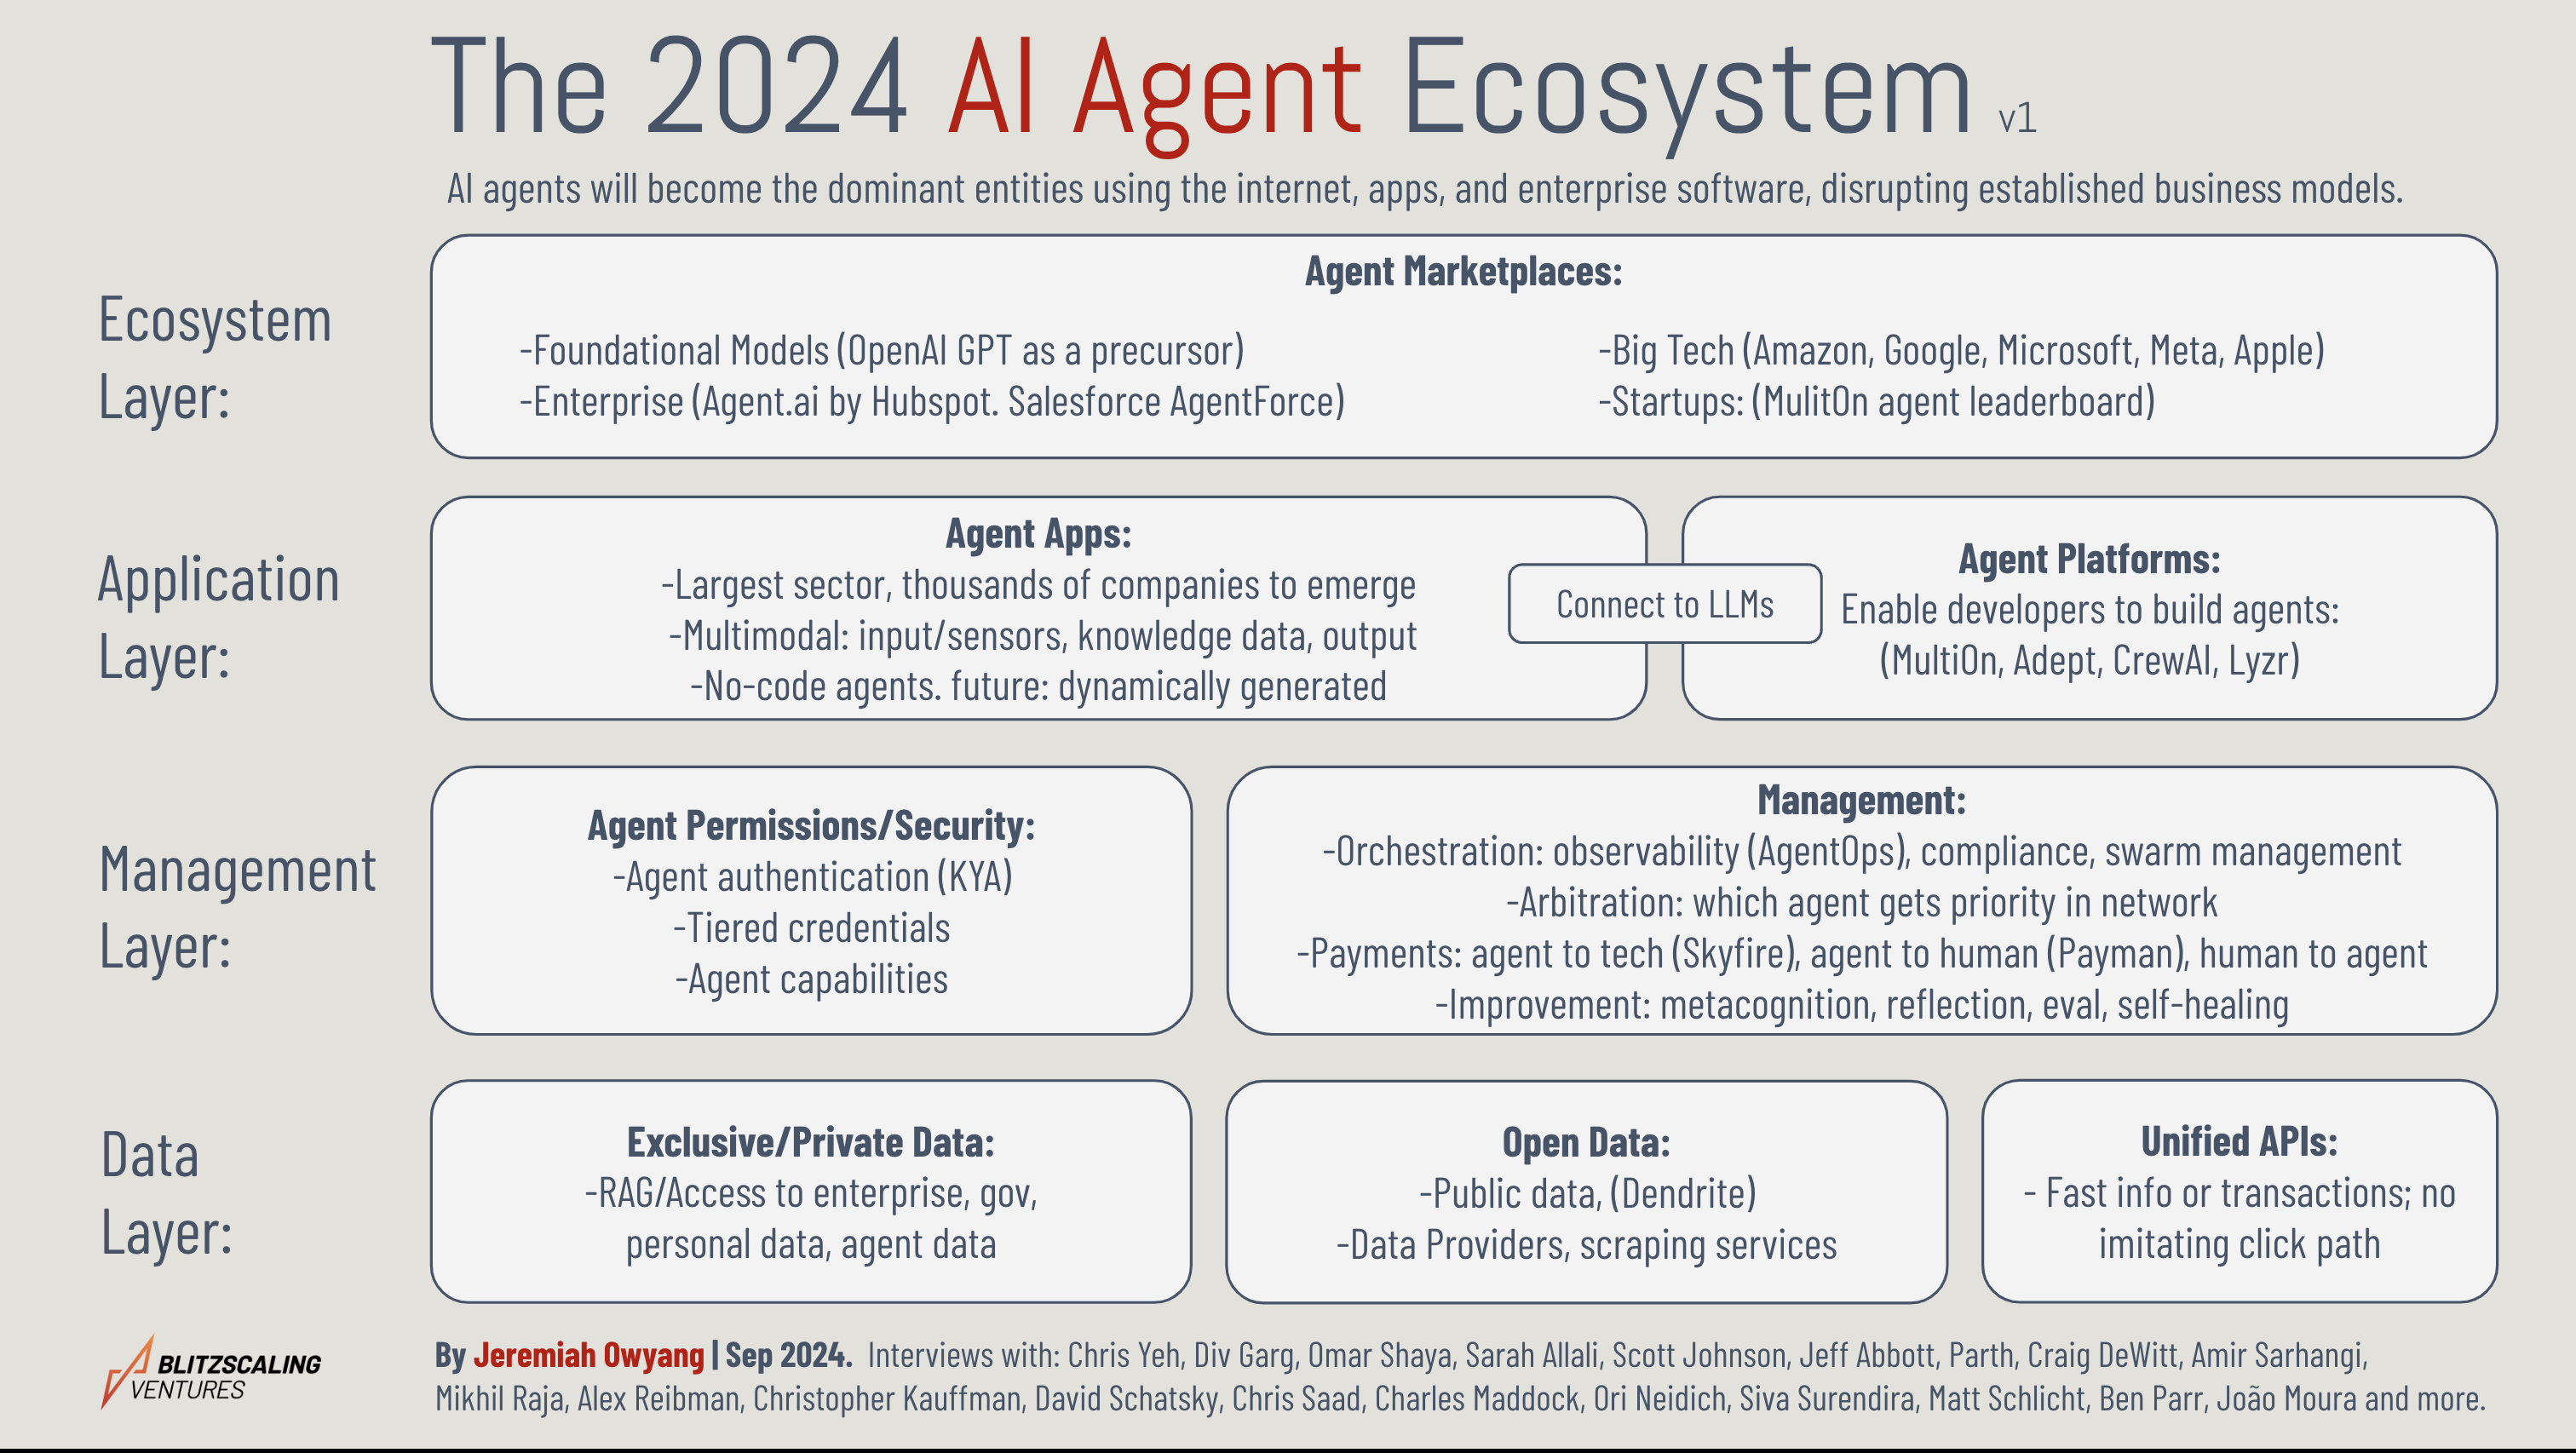 The 2024 AI Agent Ecosystem v1
AI agents will become the dominant entities using the internet, apps, and enterprise software, disrupting established business models.
Ecosystem
Layer:
Agent Marketplaces:
-Foundational Models (OpenAI GPT as a precursor)
-Enterprise (Agent.ai by Hubspot. Salesforce AgentForce)
-Big Tech (Amazon, Google, Microsoft, Meta, Apple)
-Startups: (MulitOn agent leaderboard)
Application
Layer:
Agent Apps:
-Largest sector, thousands of companies to emerge
-Multimodal: input/sensors, knowledge data, output
-No-code agents. future: dynamically generated
Connect to LLMs
Agent Platforms:
Enable developers to build agents:
(MultiOn, Adept, CrewAI, Lyzr)
Management
Layer:
Agent Permissions/Security:
-Agent authentication (KYA)
-Tiered credentials
-Agent capabilities
Management:
-Orchestration: observability (AgentOps), compliance, swarm management
-Arbitration: which agent gets priority in network
-Payments: agent to tech (Skyfire), agent to human (Payman), human to agent
-Improvement: metacognition, reflection, eval, self-healing
Data
Layer:
Exclusive/Private Data:
-RAG/Access to enterprise, gov,
personal data, agent data
Open Data:
-Public data, (Dendrite)
-Data Providers, scraping services
Unified APIs:
- Fast info or transactions; no
imitating click path
BLITZSCALING
VENTURES
By Jeremiah Owyang | Sep 2024. Interviews with: Chris Yeh, Div Garg, Omar Shaya, Sarah Allali, Scott Johnson, Jeff Abbott, Parth, Craig DeWitt, Amir Sarhangi,
Mikhil Raja, Alex Reibman, Christopher Kauffman, David Schatsky, Chris Saad, Charles Maddock, Ori Neidich, Siva Surendira, Matt Schlicht, Ben Parr, João Moura and more.